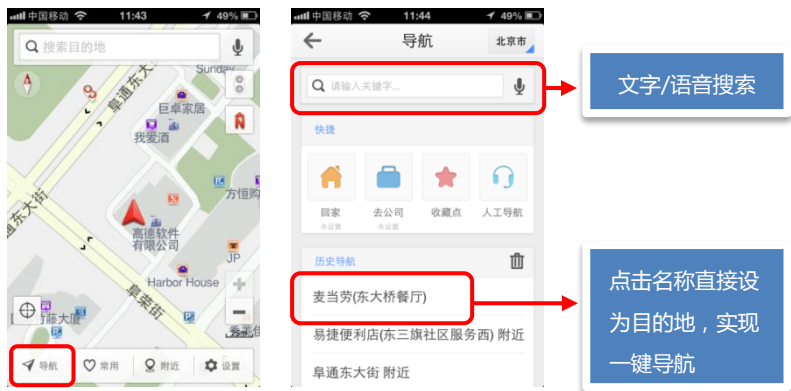 中国移动 11:43 49%
搜索目的地
Sunday
阜通东大街
巨卓家居
我爱酒
方恒购
阜通东大街
高德软件
有限公司
JP
Harbor House
阜荣街
藤大厦
秀美
导航 常用 附近 设置
中国移动 11:44 49%
导航 北京市
请输入关键字...
快捷
回家 去公司 收藏点 人工导航
未设置 未设置
历史导航
麦当劳(东大桥餐厅)
易捷便利店(东三旗社区服务西) 附近
阜通东大街 附近
文字/语音搜索
点击名称直接设
为目的地，实现
一键导航